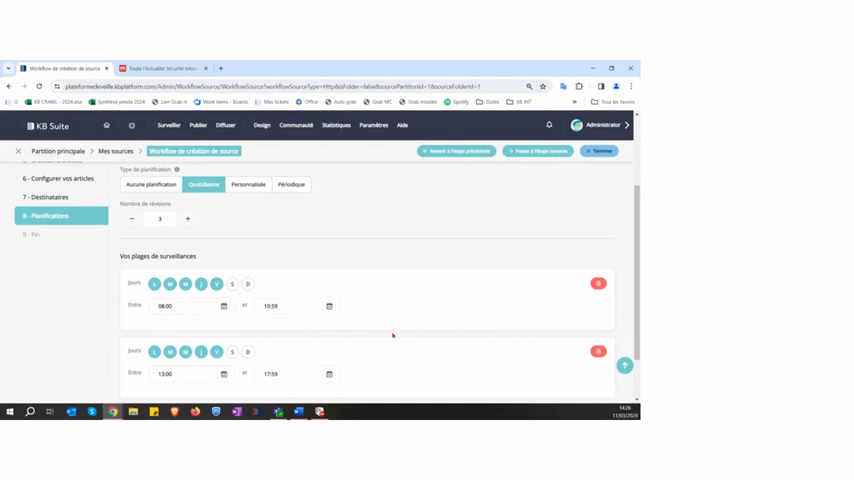 Workflow de création de source
Toute l'Actualité Sécurité Infor
plateformedeveille.kbplatform.com/Admin/WorkflowSource/WorkflowSource?workflowSourceType=Http&isFolder=false&sourcePartitionId=1&sourceFolderId=1
KB CRAWL - 2024.xlsx
Synthèse presta 2024
Lien Grab-it
Work items - Boards
Mes tickets
Office
Auto grab
Grab MC
Grab misules
Spotify
Outils
KB INT
»
Tous les favoris
KB Suite
Surveiller
Publier
Diffuser
Design
Communauté
Statistiques
Paramètres
Aide
Administrator
Partition principale > Mes sources > Workflow de création de source
Revenir à l'étape précédente
Passer à l'étape suivante
Terminer
6 - Configurer vos articles
7 - Destinataires
8 - Planifications
9 - Fin
Type de planification
Aucune planification
Quotidienne
Personnalisée
Périodique
Nombre de révisions
− 3 +
Vos plages de surveillances
Jours L M M J V S D
Entre 08:00 et 10:59
Jours L M M J V S D
Entre 13:00 et 17:59
14:26
11/03/2024